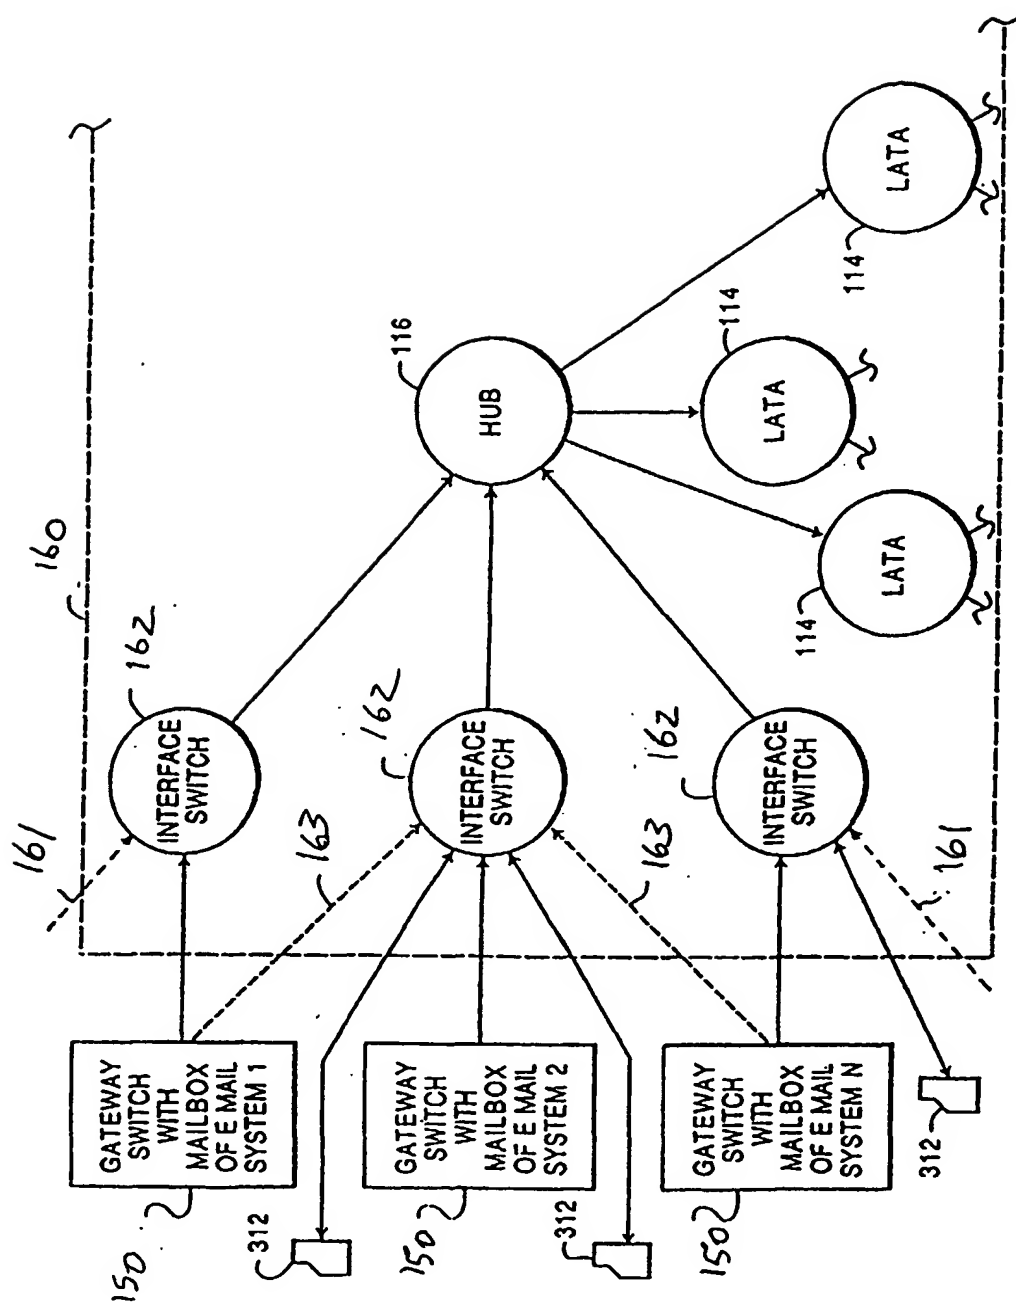 160
161
162
INTERFACE
SWITCH
163
162
INTERFACE
SWITCH
163
162
INTERFACE
SWITCH
161
116
HUB
114
LATA
114
LATA
114
LATA
GATEWAY
SWITCH
WITH
MAILBOX
OF E MAIL
SYSTEM 1
150
312
GATEWAY
SWITCH
WITH
MAILBOX
OF E MAIL
SYSTEM 2
150
312
GATEWAY
SWITCH
WITH
MAILBOX
OF E MAIL
SYSTEM N
150
312